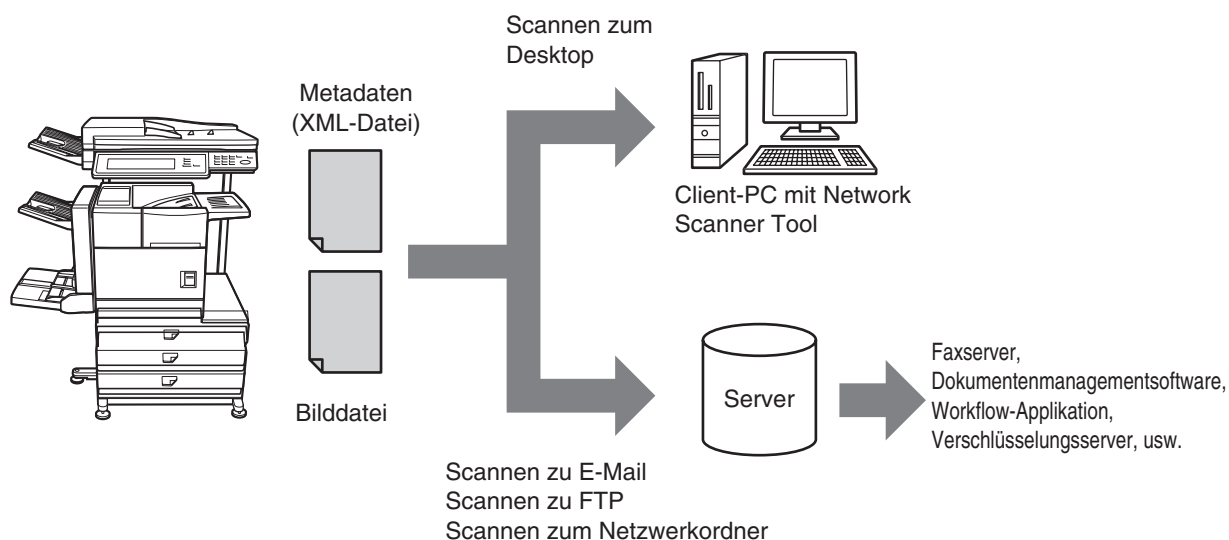 Scannen zum
Desktop
Metadaten
(XML-Datei)
Client-PC mit Network
Scanner Tool
Bilddatei
Server
Faxserver,
Dokumentenmanagementsoftware,
Workflow-Applikation,
Verschlüsselungsserver, usw.
Scannen zu E-Mail
Scannen zu FTP
Scannen zum Netzwerkordner